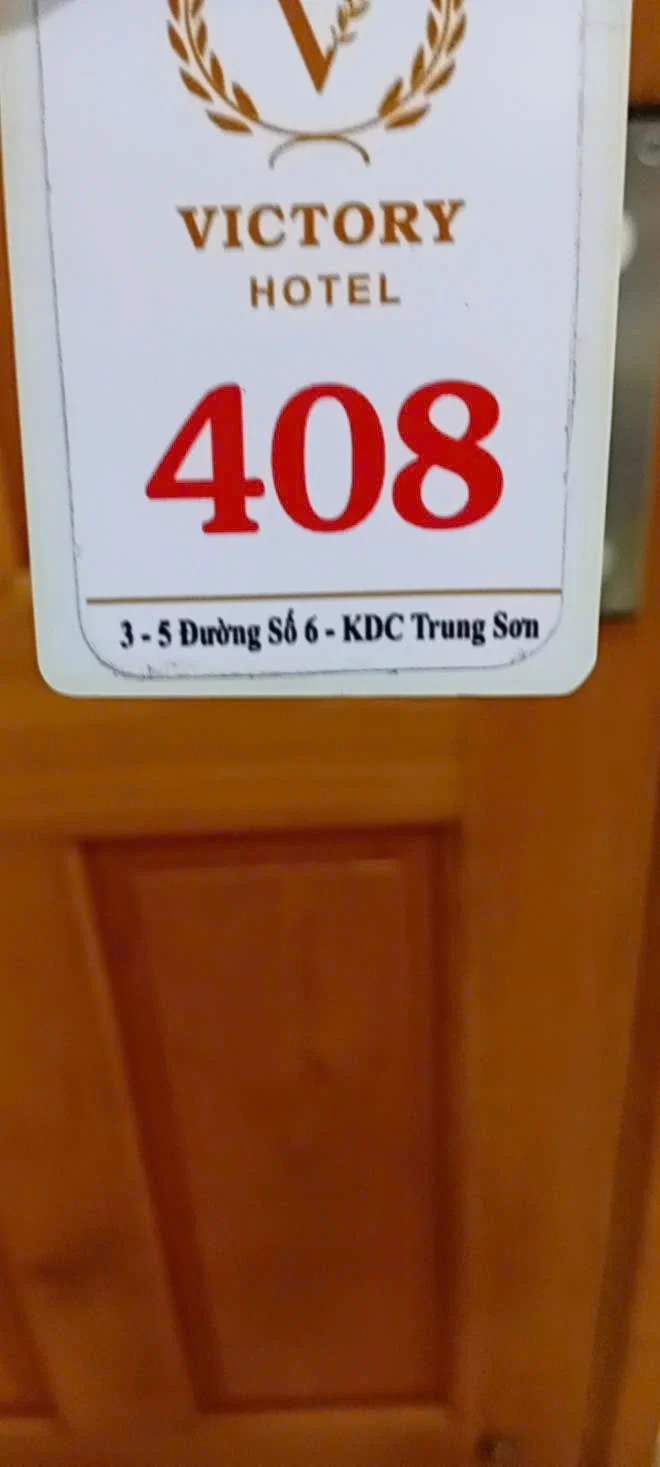 V
VICTORY
HOTEL
408
3 - 5 Đường Số 6 - KDC Trung Sơn